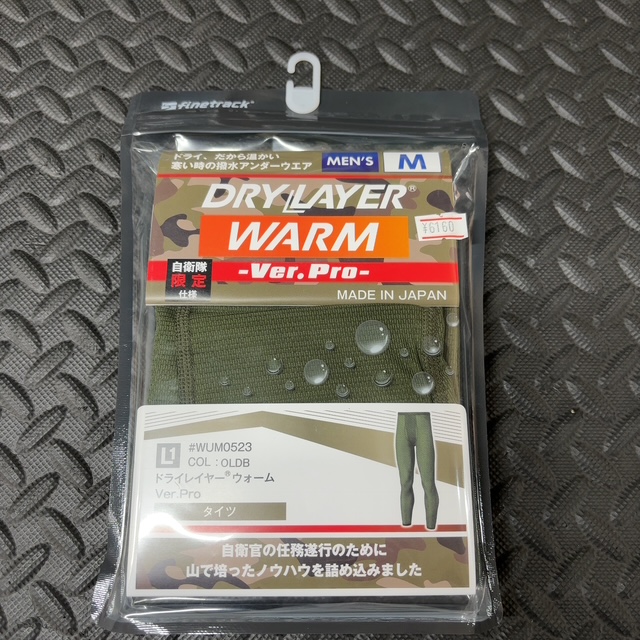 finetrack®
ドライ、だから温かい
寒い時の撥水アンダーウエア
MEN'S
M
DRY LAYER®
WARM
¥6160
自衛隊
限定
仕様
-Ver.Pro-
MADE IN JAPAN
L1
#WUM0523
COL : OLDB
ドライレイヤー®ウォーム
Ver.Pro
タイツ
自衛官の任務遂行のために
山で培ったノウハウを詰め込みました